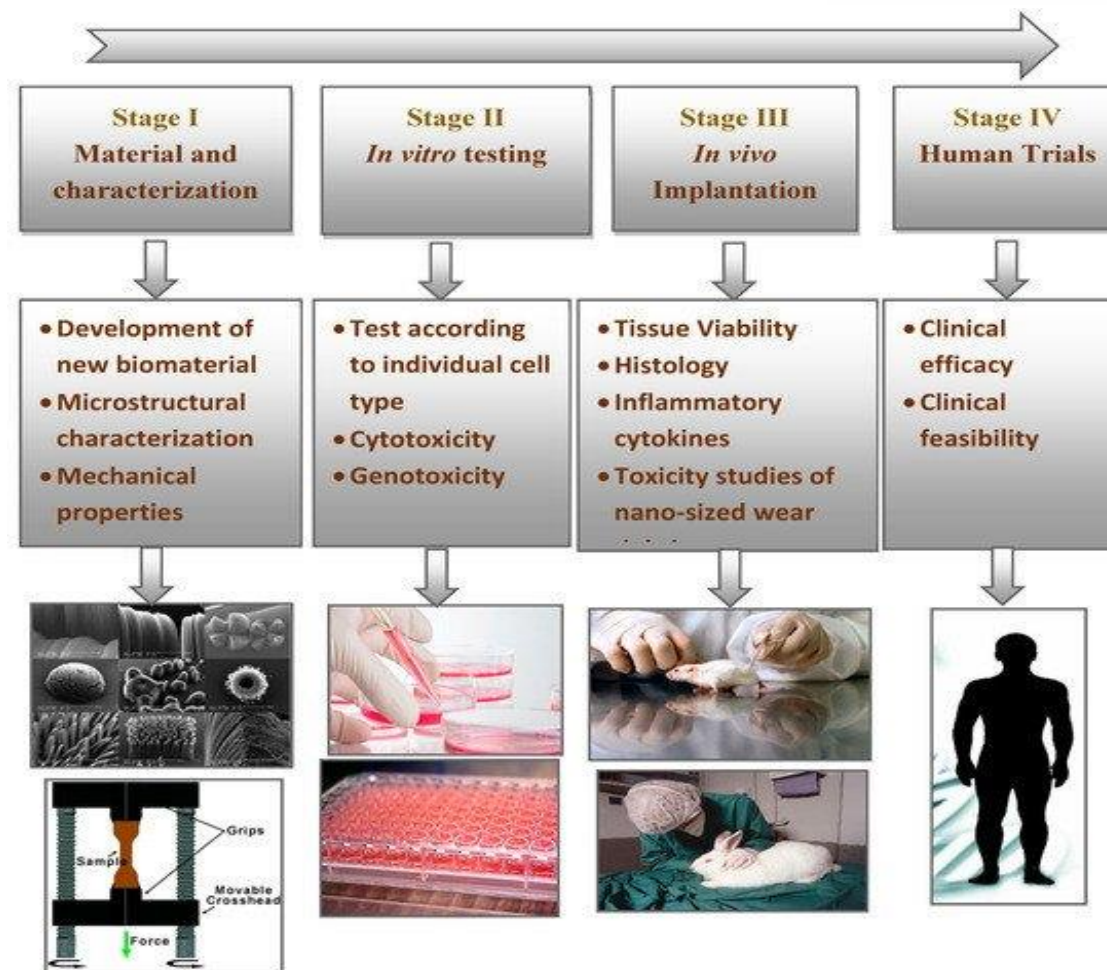 Stage I
Material and
characterization
Stage II
In vitro testing
Stage III
In vivo
Implantation
Stage IV
Human Trials
• Development of
new biomaterial
• Microstructural
characterization
• Mechanical
properties
• Test according
to individual cell
type
• Cytotoxicity
• Genotoxicity
• Tissue Viability
• Histology
• Inflammatory
cytokines
• Toxicity studies of
nano-sized wear
• Clinical
efficacy
• Clinical
feasibility
Grips
Sample
Movable
Crosshead
Force